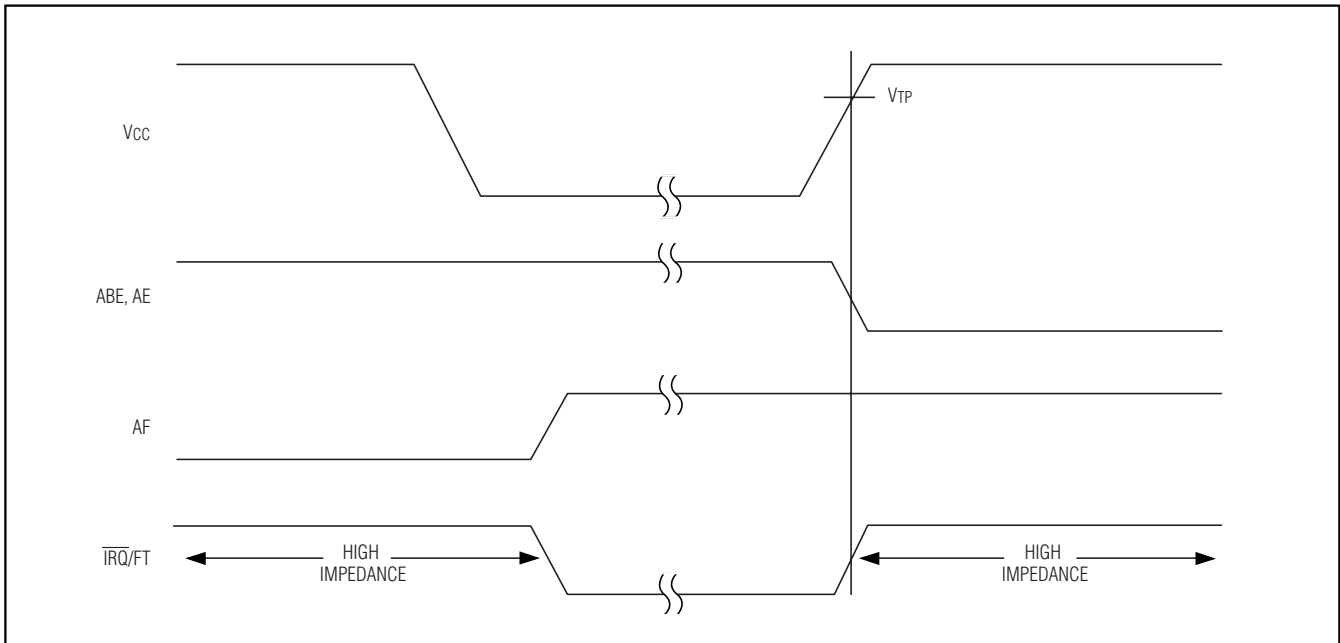 VCC
VTP
ABE, AE
AF
IRQ/FT
HIGH
IMPEDANCE
HIGH
IMPEDANCE